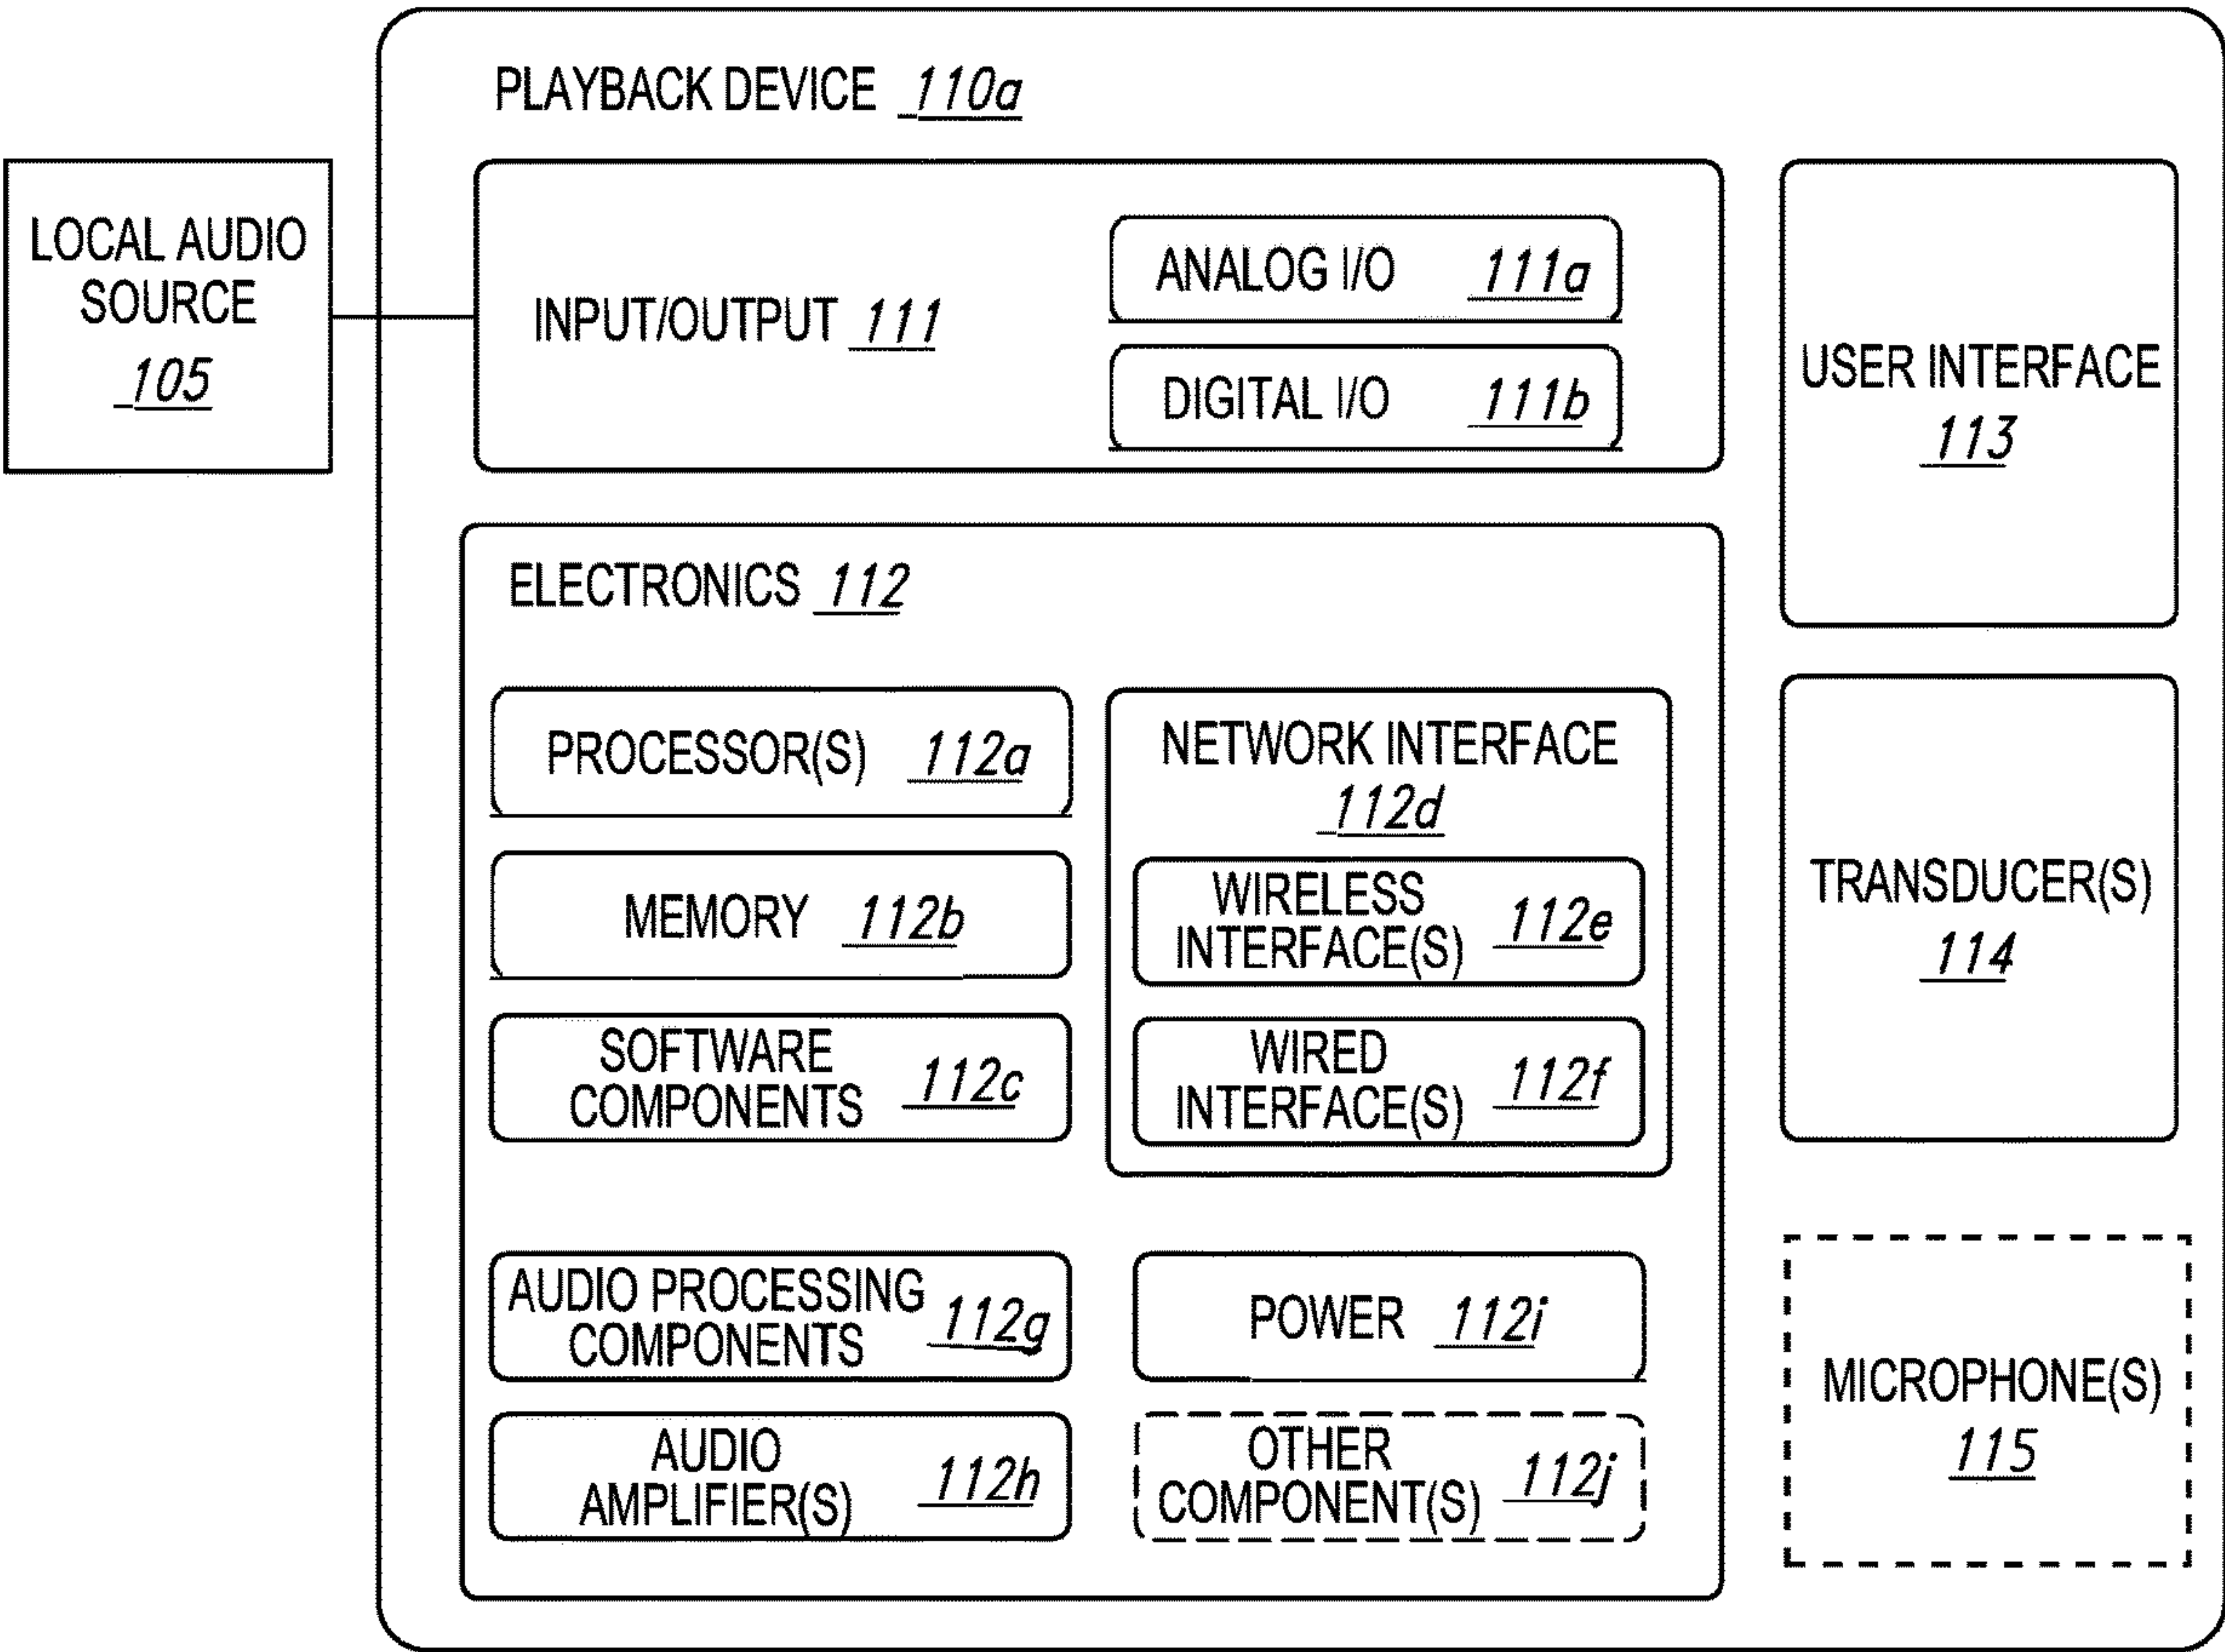 PLAYBACK DEVICE 110a
LOCAL AUDIO
SOURCE
105
INPUT/OUTPUT 111
ANALOG I/O 111a
DIGITAL I/O 111b
USER INTERFACE
113
ELECTRONICS 112
PROCESSOR(S) 112a
MEMORY 112b
SOFTWARE
COMPONENTS 112c
NETWORK INTERFACE
112d
WIRELESS
INTERFACE(S) 112e
WIRED
INTERFACE(S) 112f
TRANSDUCER(S)
114
AUDIO PROCESSING
COMPONENTS 112g
AUDIO
AMPLIFIER(S) 112h
POWER 112i
OTHER
COMPONENT(S) 112j
MICROPHONE(S)
115